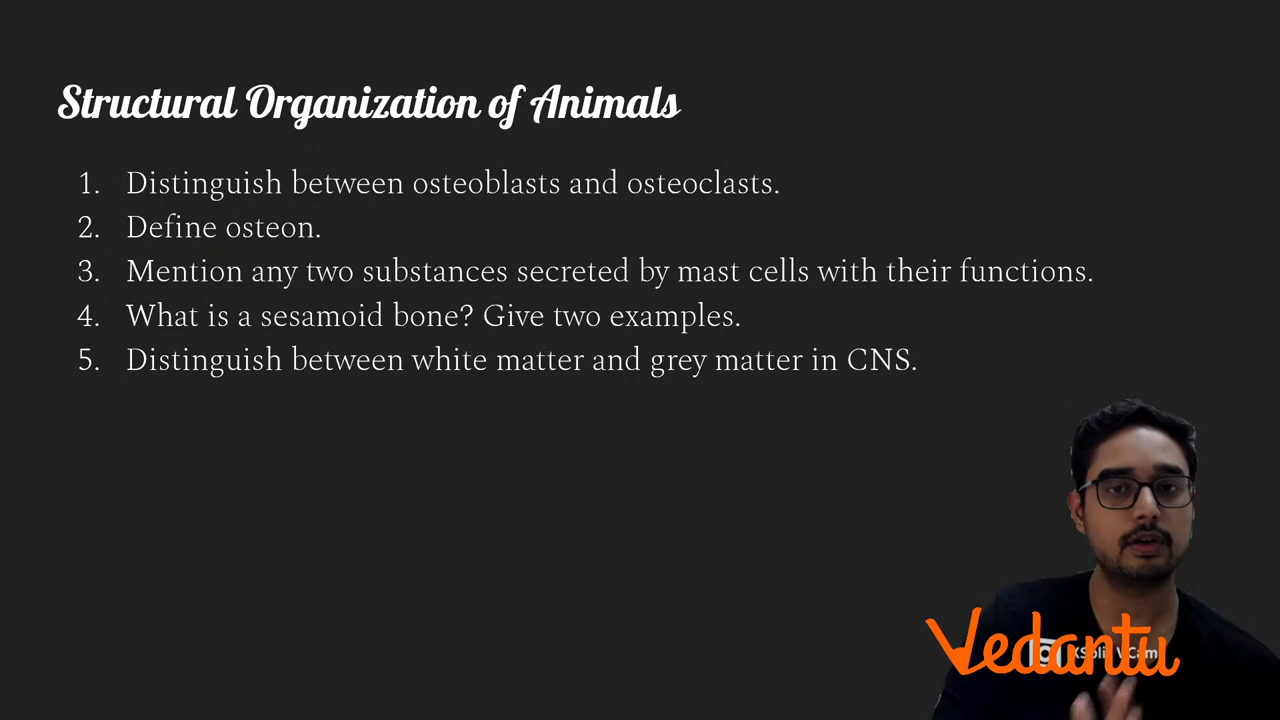 Structural Organization of Animals
1. Distinguish between osteoblasts and osteoclasts.
2. Define osteon.
3. Mention any two substances secreted by mast cells with their functions.
4. What is a sesamoid bone? Give two examples.
5. Distinguish between white matter and grey matter in CNS.
Vedantu